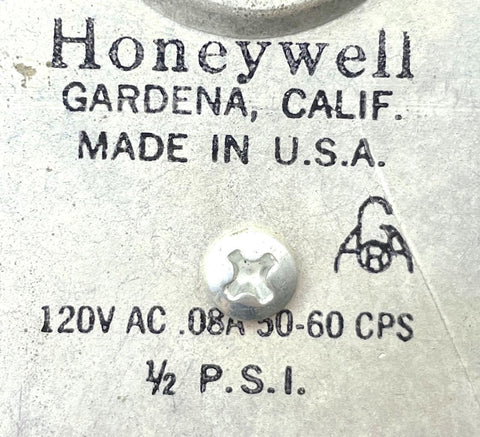 Honeywell
GARDENA, CALIF.
MADE IN U.S.A.
120V AC .08A 50-60 CPS
½ P.S.I.